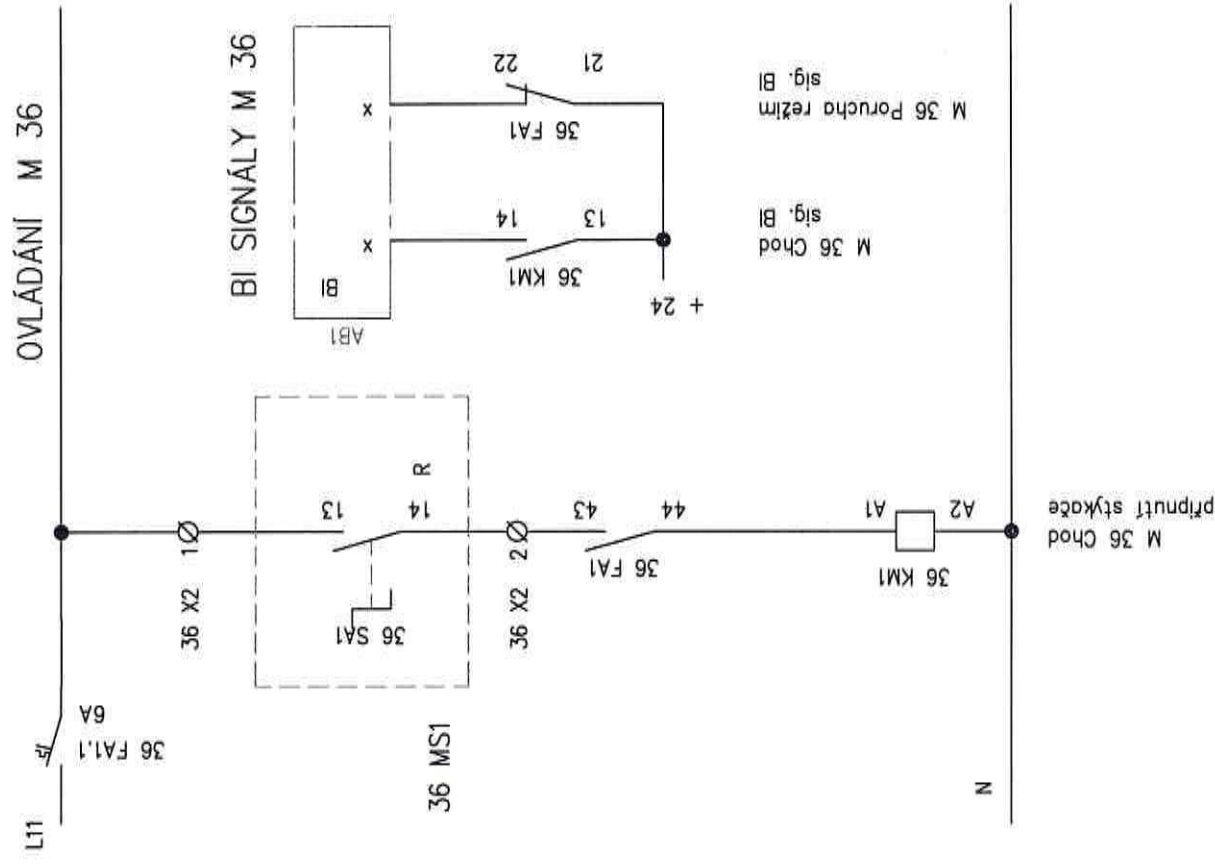 OVLÁDÁNÍ M 36
L11
36 FA1.1
6A
36 X2 1
36 MS1
36 SA1
13
14
R
36 X2 2
43
44
36 FA1
A1
A2
36 KM1
N
M 36 Chod
připnutí stykače
BI SIGNÁLY M 36
AB1
BI
x
x
14
13
36 KM1
22
21
36 FA1
+ 24
M 36 Chod
sig. BI
M 36 Porucha režim
sig. BI